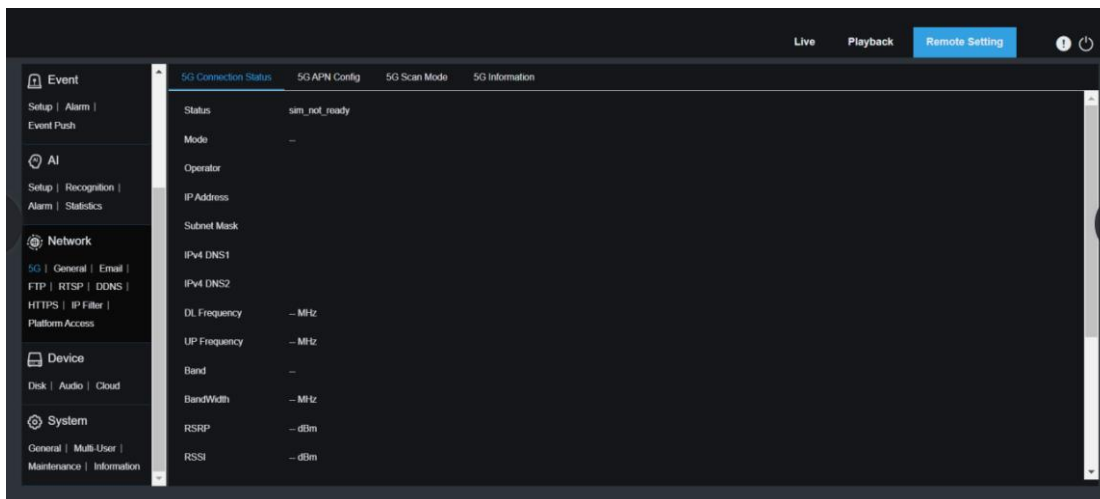 Live Playback Remote Setting
Event
Setup | Alarm |
Event Push
AI
Setup | Recognition |
Alarm | Statistics
Network
5G | General | Email |
FTP | RTSP | DDNS |
HTTPS | IP Filter |
Platform Access
Device
Disk | Audio | Cloud
System
General | Multi-User |
Maintenance | Information
5G Connection Status 5G APN Config 5G Scan Mode 5G Information
Status sim_not_ready
Mode --
Operator
IP Address
Subnet Mask
IPv4 DNS1
IPv4 DNS2
DL Frequency -- MHz
UP Frequency -- MHz
Band --
BandWidth -- MHz
RSRP -- dBm
RSSI -- dBm